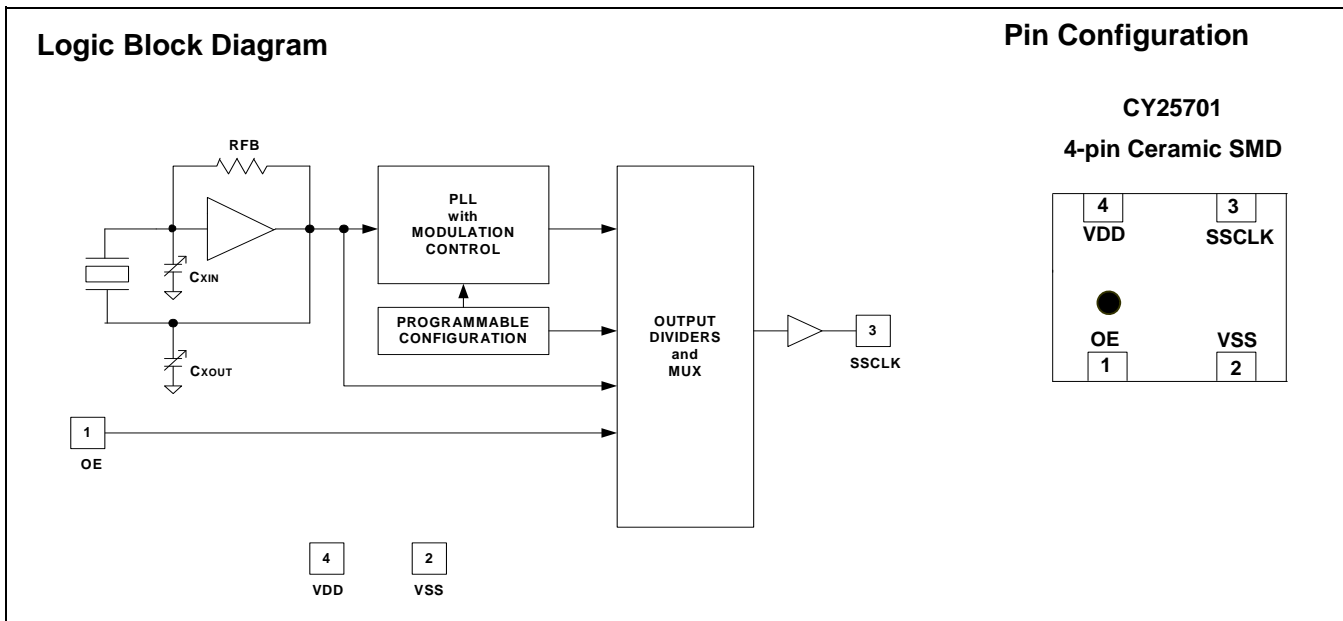 Logic Block Diagram
Pin Configuration
CY25701
4-pin Ceramic SMD
RFB
CXIN
CXOUT
PLL
with
MODULATION
CONTROL
PROGRAMMABLE
CONFIGURATION
OUTPUT
DIVIDERS
and
MUX
3
SSCLK
1
OE
4
VDD
2
VSS
4
VDD
3
SSCLK
OE
1
VSS
2